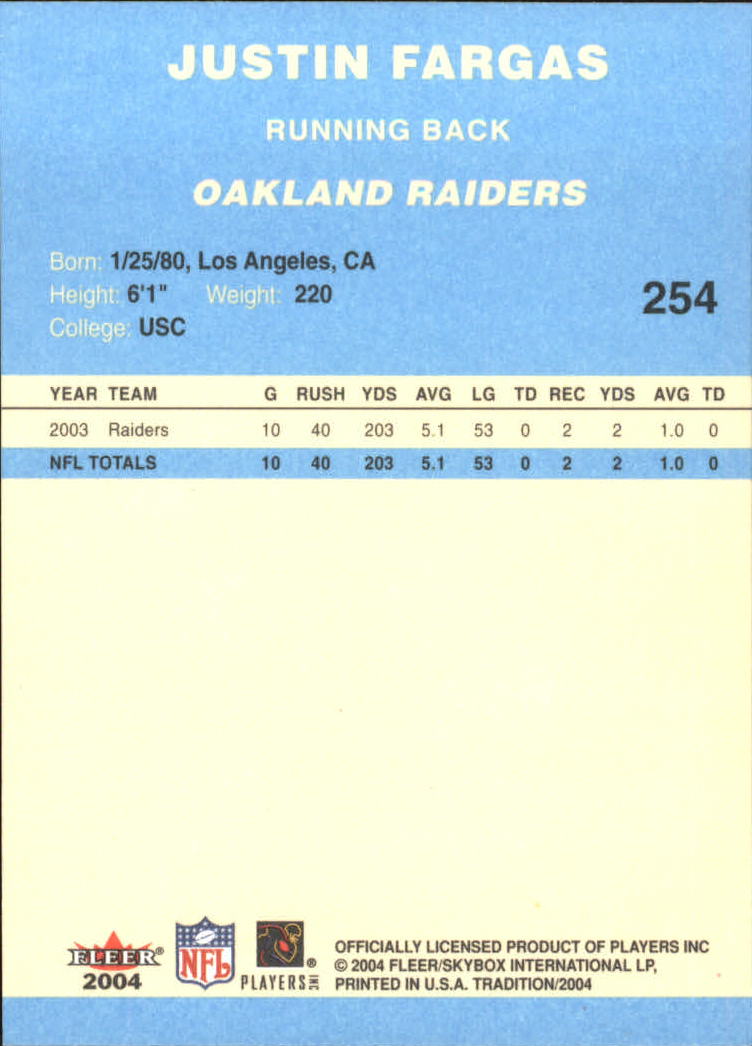 JUSTIN FARGAS
RUNNING BACK
OAKLAND RAIDERS
Born: 1/25/80, Los Angeles, CA
Height: 6'1" Weight: 220
254
College: USC
YEAR TEAM G RUSH YDS AVG LG TD REC YDS AVG TD
2003 Raiders 10 40 203 5.1 53 0 2 2 1.0 0
NFL TOTALS 10 40 203 5.1 53 0 2 2 1.0 0
FLEER®
2004
NFL
PLAYERS INC ®
OFFICIALLY LICENSED PRODUCT OF PLAYERS INC
© 2004 FLEER/SKYBOX INTERNATIONAL LP,
PRINTED IN U.S.A. TRADITION/2004